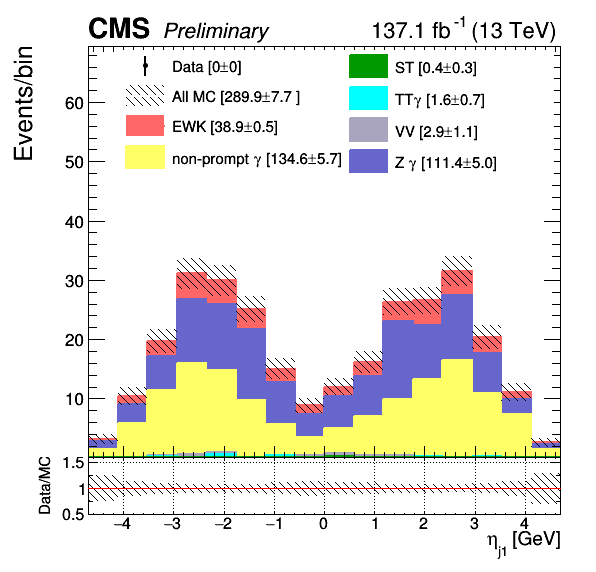 CMS Preliminary 137.1 fb⁻¹ (13 TeV)
Events/bin
Data [0±0]
All MC [289.9±7.7 ]
EWK [38.9±0.5]
non-prompt γ [134.6±5.7]
ST [0.4±0.3]
TTγ [1.6±0.7]
VV [2.9±1.1]
Z γ [111.4±5.0]
60
50
40
30
20
10
Data/MC
1.5
1
0.5
−4 −3 −2 −1 0 1 2 3 4
η_j1 [GeV]